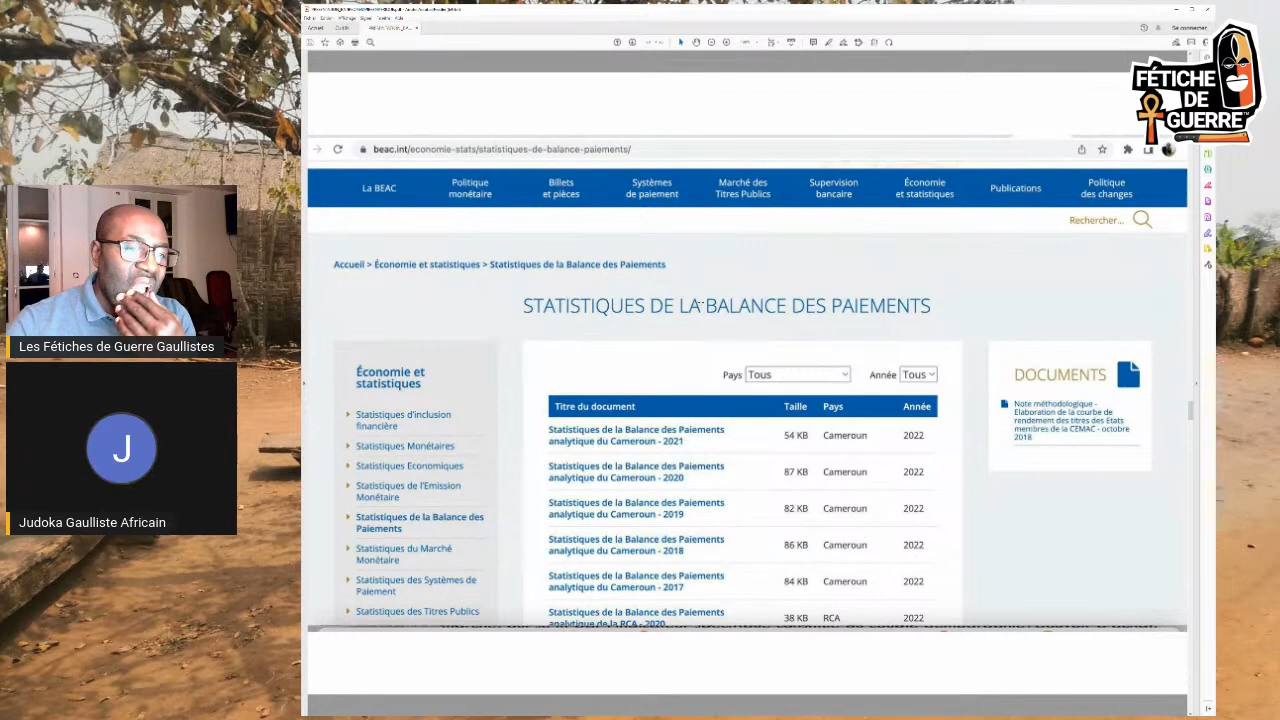 Accueil
Outils
Se connecter
FÉTICHE
DE
GUERRE
beac.int/economie-stats/statistiques-de-balance-paiements/
La BEAC
Politique
monétaire
Billets
et pièces
Systèmes
de paiement
Marché des
Titres Publics
Supervision
bancaire
Économie
et statistiques
Publications
Politique
des changes
Rechercher...
Accueil > Économie et statistiques > Statistiques de la Balance des Paiements
STATISTIQUES DE LA BALANCE DES PAIEMENTS
Économie et
statistiques
Statistiques d'inclusion
financière
Statistiques Monétaires
Statistiques Economiques
Statistiques de l'Emission
Monétaire
Statistiques de la Balance des
Paiements
Statistiques du Marché
Monétaire
Statistiques des Systèmes de
Paiement
Statistiques des Titres Publics
Pays Tous Année Tous
Titre du document Taille Pays Année
Statistiques de la Balance des Paiements
analytique du Cameroun - 2021 54 KB Cameroun 2022
Statistiques de la Balance des Paiements
analytique du Cameroun - 2020 87 KB Cameroun 2022
Statistiques de la Balance des Paiements
analytique du Cameroun - 2019 82 KB Cameroun 2022
Statistiques de la Balance des Paiements
analytique du Cameroun - 2018 86 KB Cameroun 2022
Statistiques de la Balance des Paiements
analytique du Cameroun - 2017 84 KB Cameroun 2022
Statistiques de la Balance des Paiements
analytique de la RCA - 2020 38 KB RCA 2022
DOCUMENTS
Note méthodologique -
Elaboration de la courbe de
rendement des titres des Etats
membres de la CEMAC - octobre
2018
Les Fétiches de Guerre Gaullistes
J
Judoka Gaulliste Africain